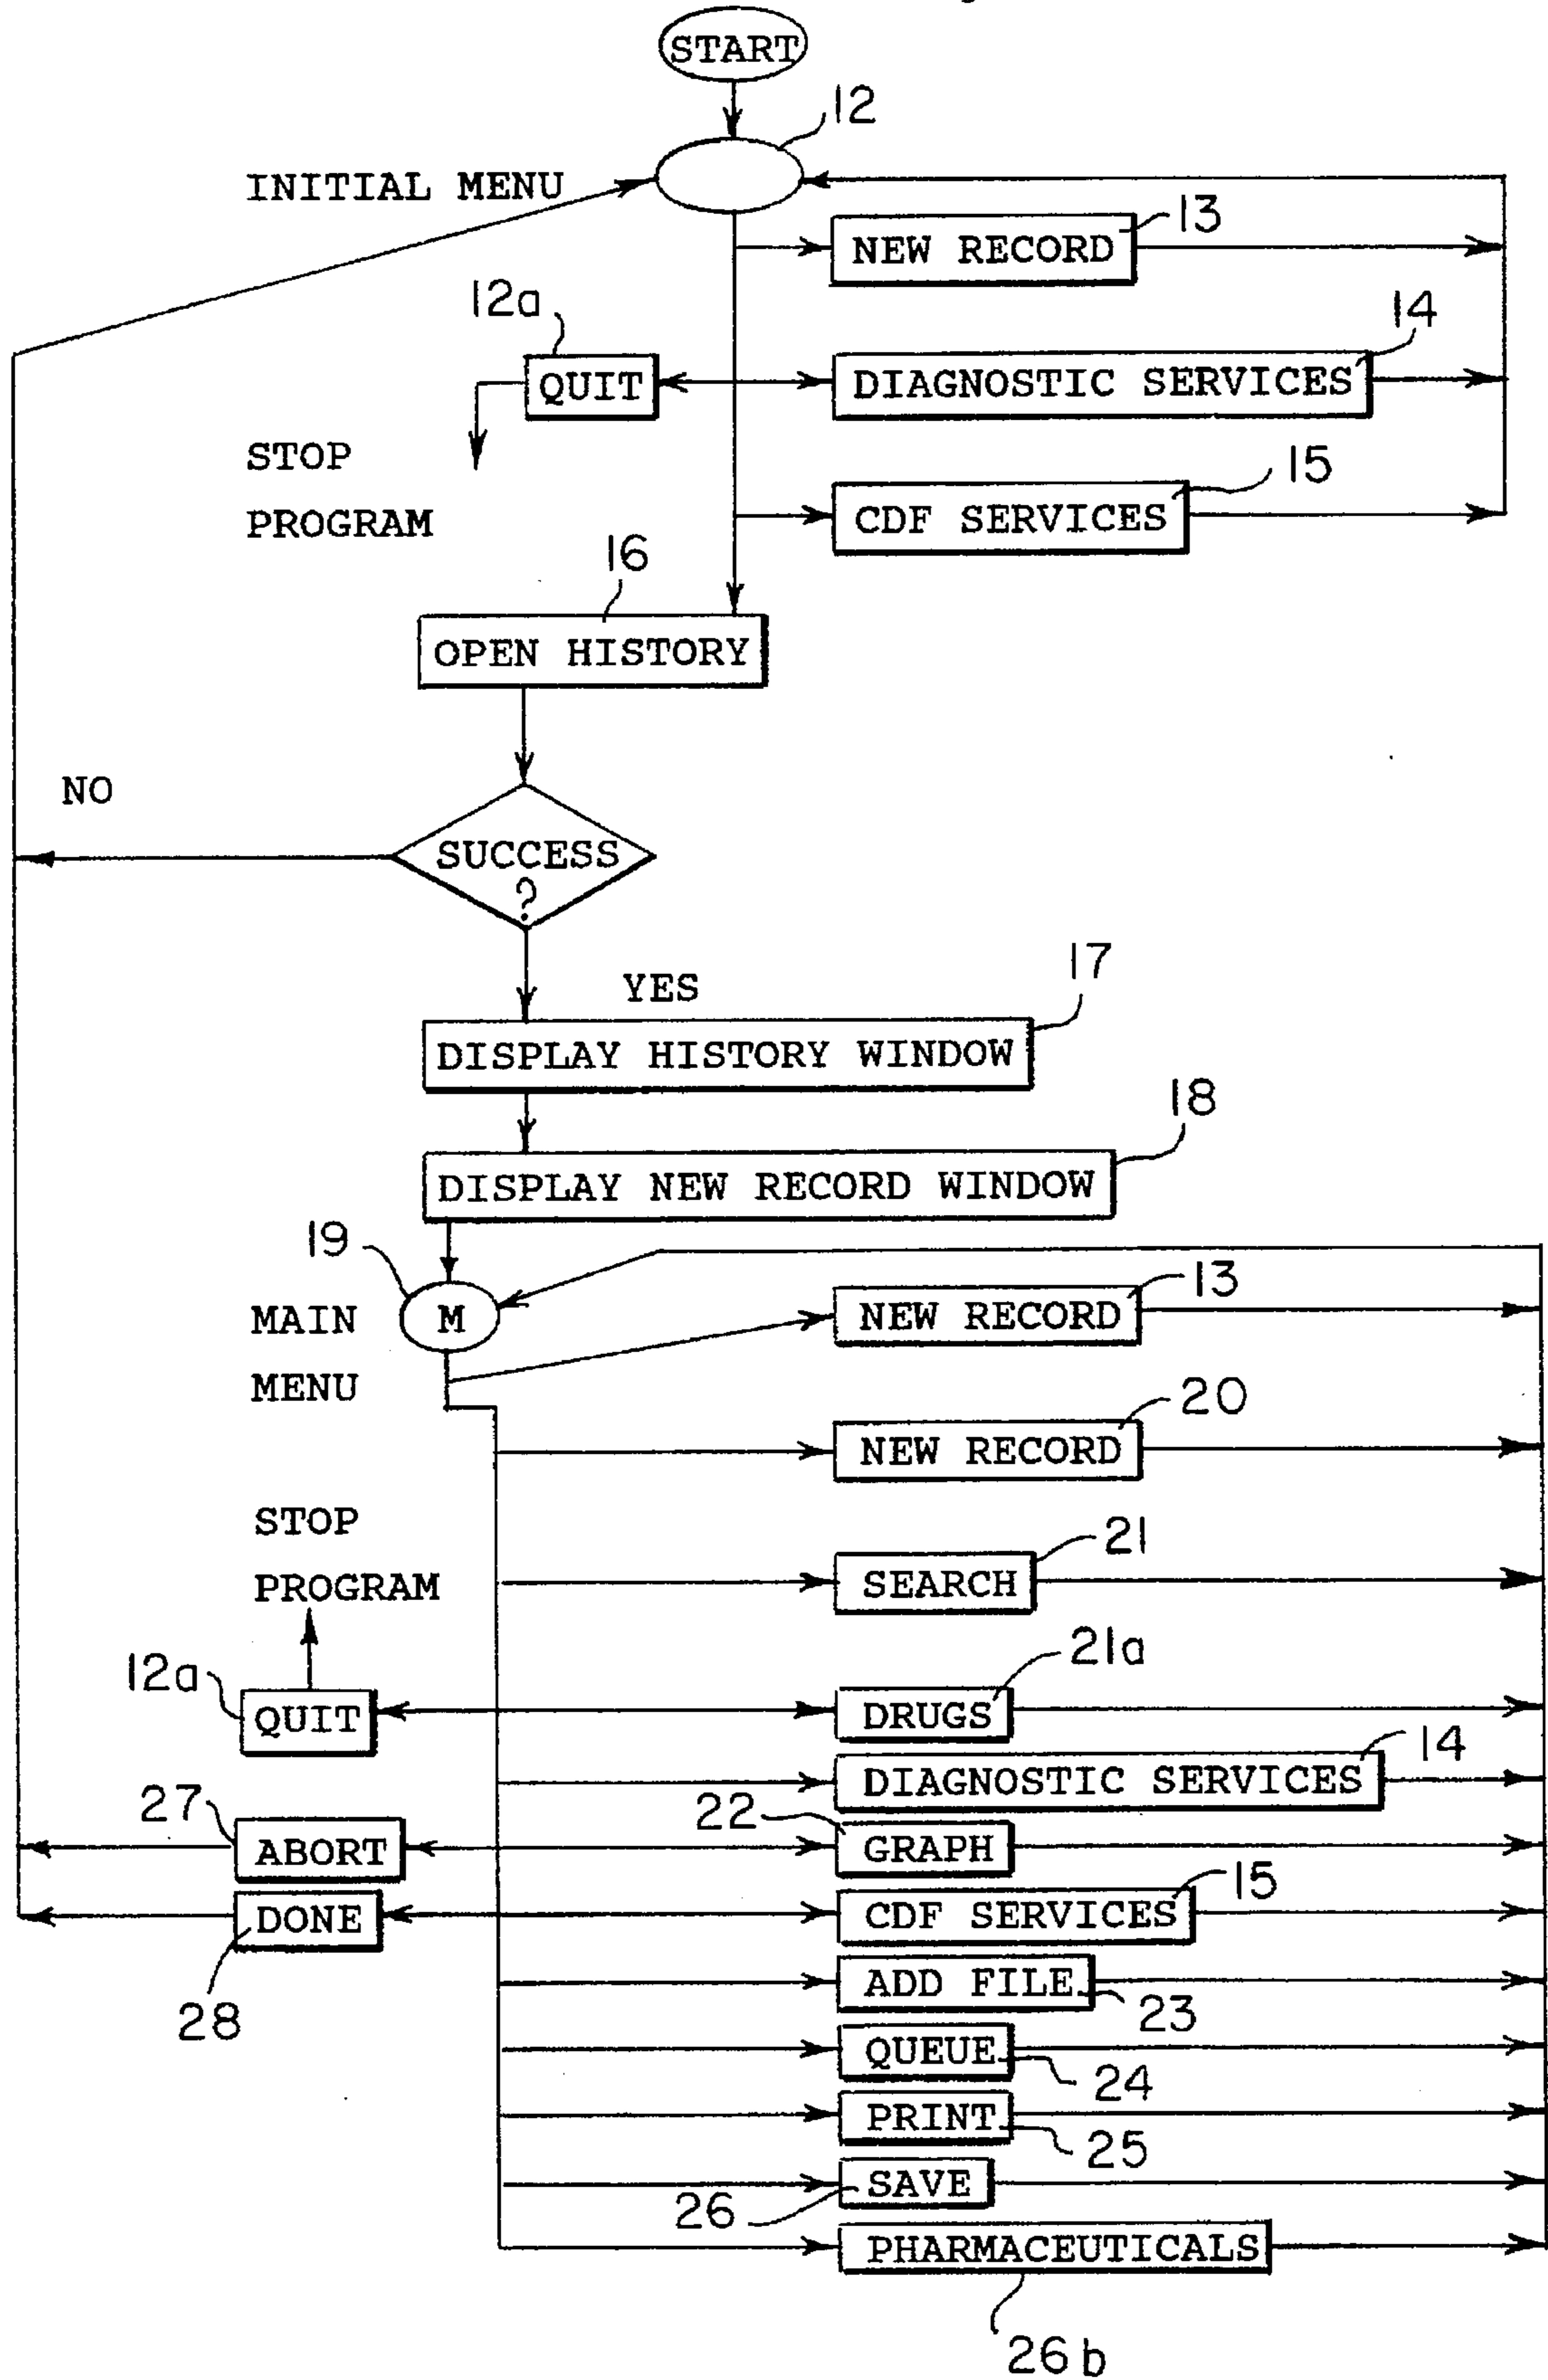 START
12
INITIAL MENU
13
NEW RECORD
12a
14
QUIT
DIAGNOSTIC SERVICES
STOP
PROGRAM
15
CDF SERVICES
16
OPEN HISTORY
NO
SUCCESS
?
YES
17
DISPLAY HISTORY WINDOW
18
DISPLAY NEW RECORD WINDOW
19
M
MAIN
MENU
13
NEW RECORD
20
NEW RECORD
STOP
PROGRAM
21
SEARCH
12a
QUIT
21a
DRUGS
14
DIAGNOSTIC SERVICES
27
ABORT
22
GRAPH
28
DONE
15
CDF SERVICES
ADD FILE
23
QUEUE
24
PRINT
25
SAVE
26
PHARMACEUTICALS
26b